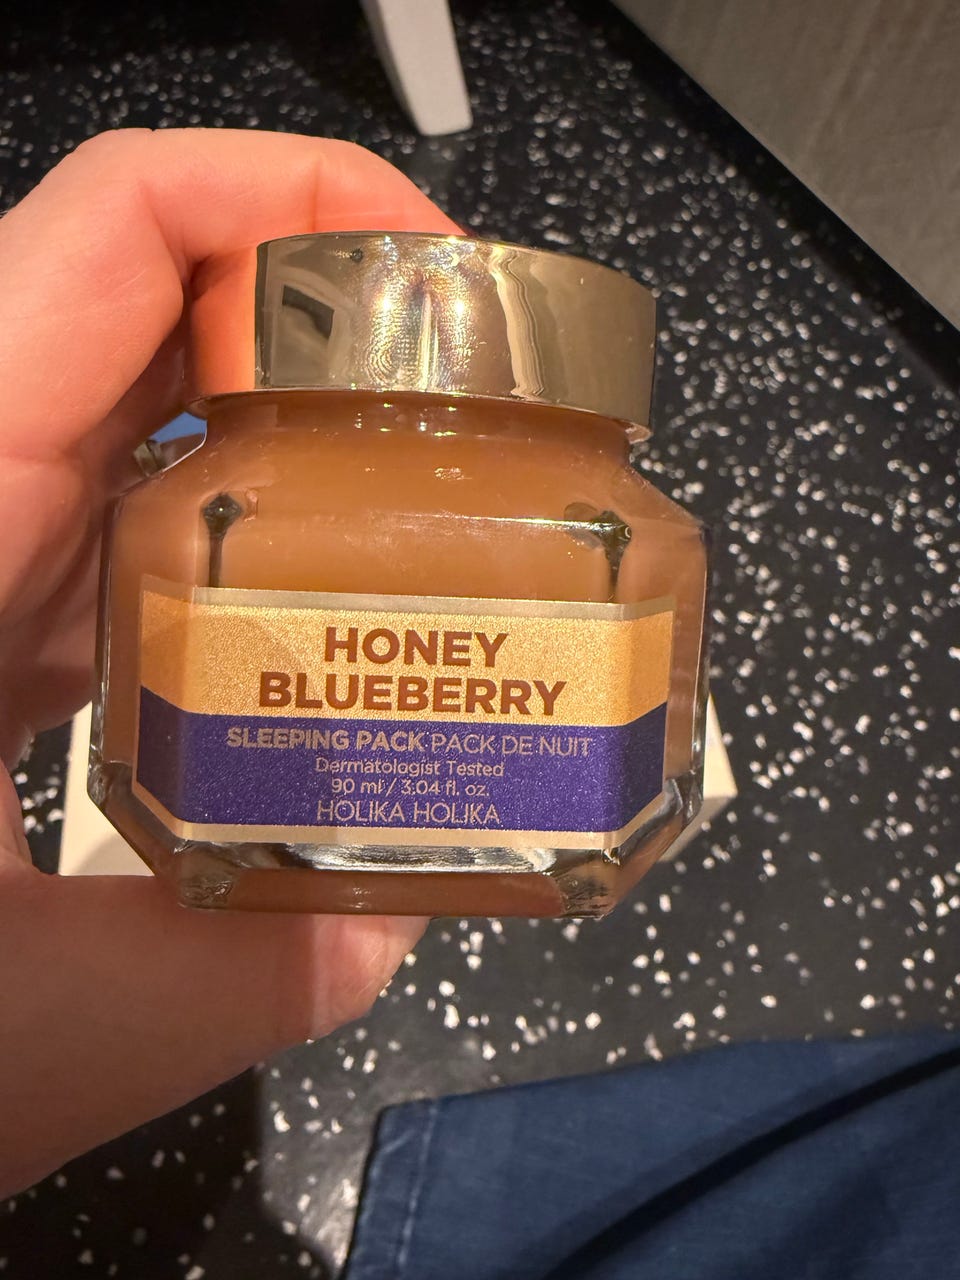 HONEY
BLUEBERRY
SLEEPING PACK PACK DE NUIT
Dermatologist Tested
90 ml / 3.04 fl. oz.
HOLIKA HOLIKA